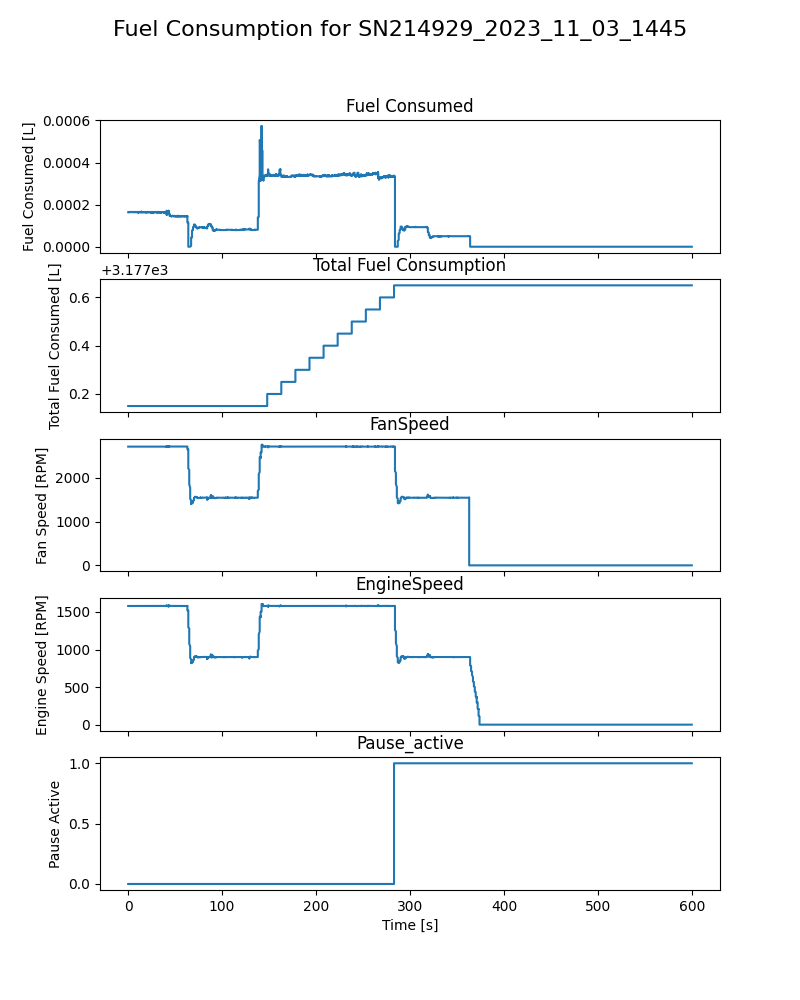 Fuel Consumption for SN214929_2023_11_03_1445
Fuel Consumed
Fuel Consumed [L]
0.0006
0.0004
0.0002
0.0000
Total Fuel Consumption
+3.177e3
Total Fuel Consumed [L]
0.6
0.4
0.2
FanSpeed
Fan Speed [RPM]
2000
1000
0
EngineSpeed
Engine Speed [RPM]
1500
1000
500
0
Pause_active
Pause Active
1.0
0.5
0.0
0 100 200 300 400 500 600
Time [s]